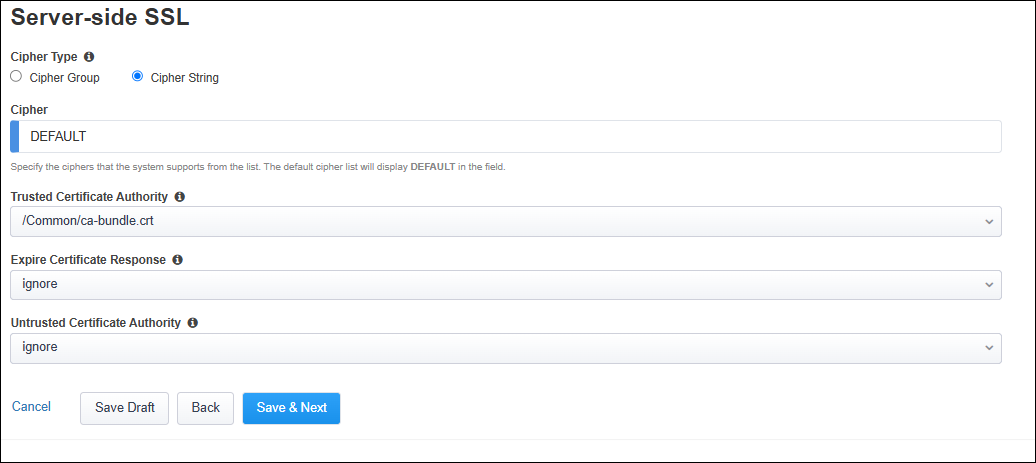 Server-side SSL
Cipher Type
Cipher Group Cipher String
Cipher
DEFAULT
Specify the ciphers that the system supports from the list. The default cipher list will display DEFAULT in the field.
Trusted Certificate Authority
/Common/ca-bundle.crt
Expire Certificate Response
ignore
Untrusted Certificate Authority
ignore
Cancel Save Draft Back Save & Next